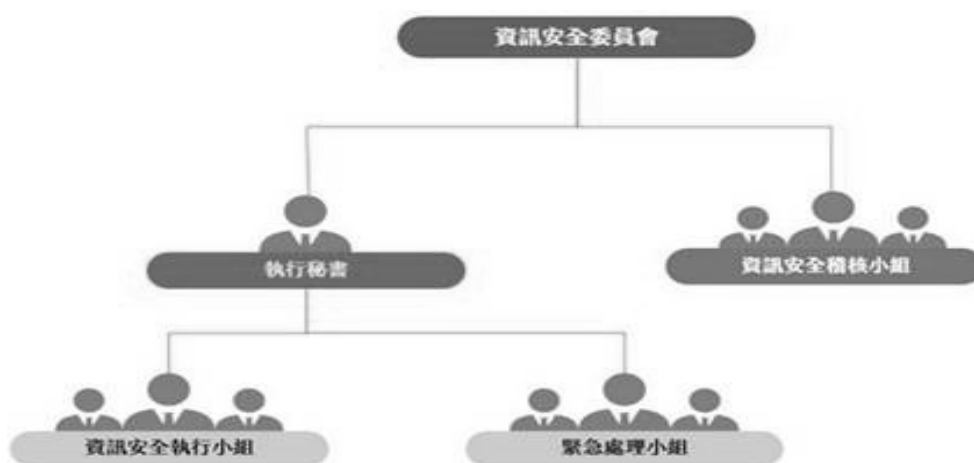 資訊安全委員會
執行秘書
資訊安全稽核小組
資訊安全執行小組
緊急處理小組